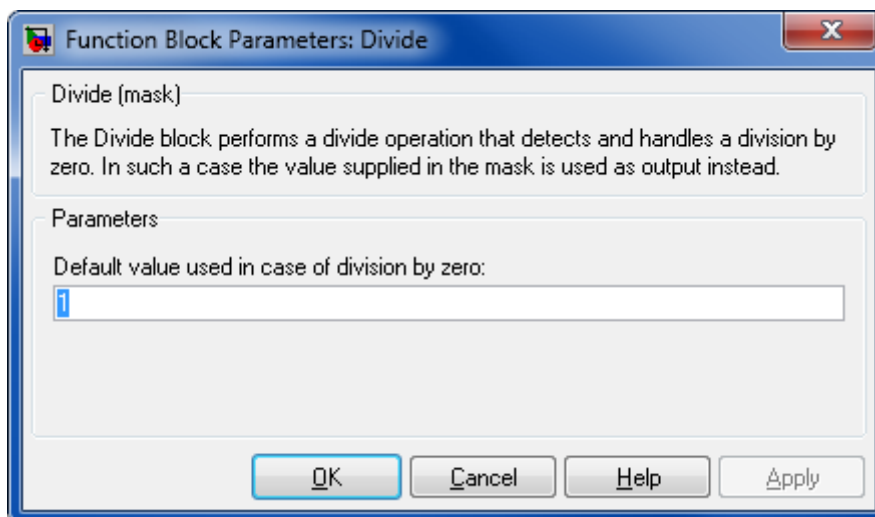 Function Block Parameters: Divide
Divide (mask)
The Divide block performs a divide operation that detects and handles a division by
zero. In such a case the value supplied in the mask is used as output instead.
Parameters
Default value used in case of division by zero:
1
OK Cancel Help Apply